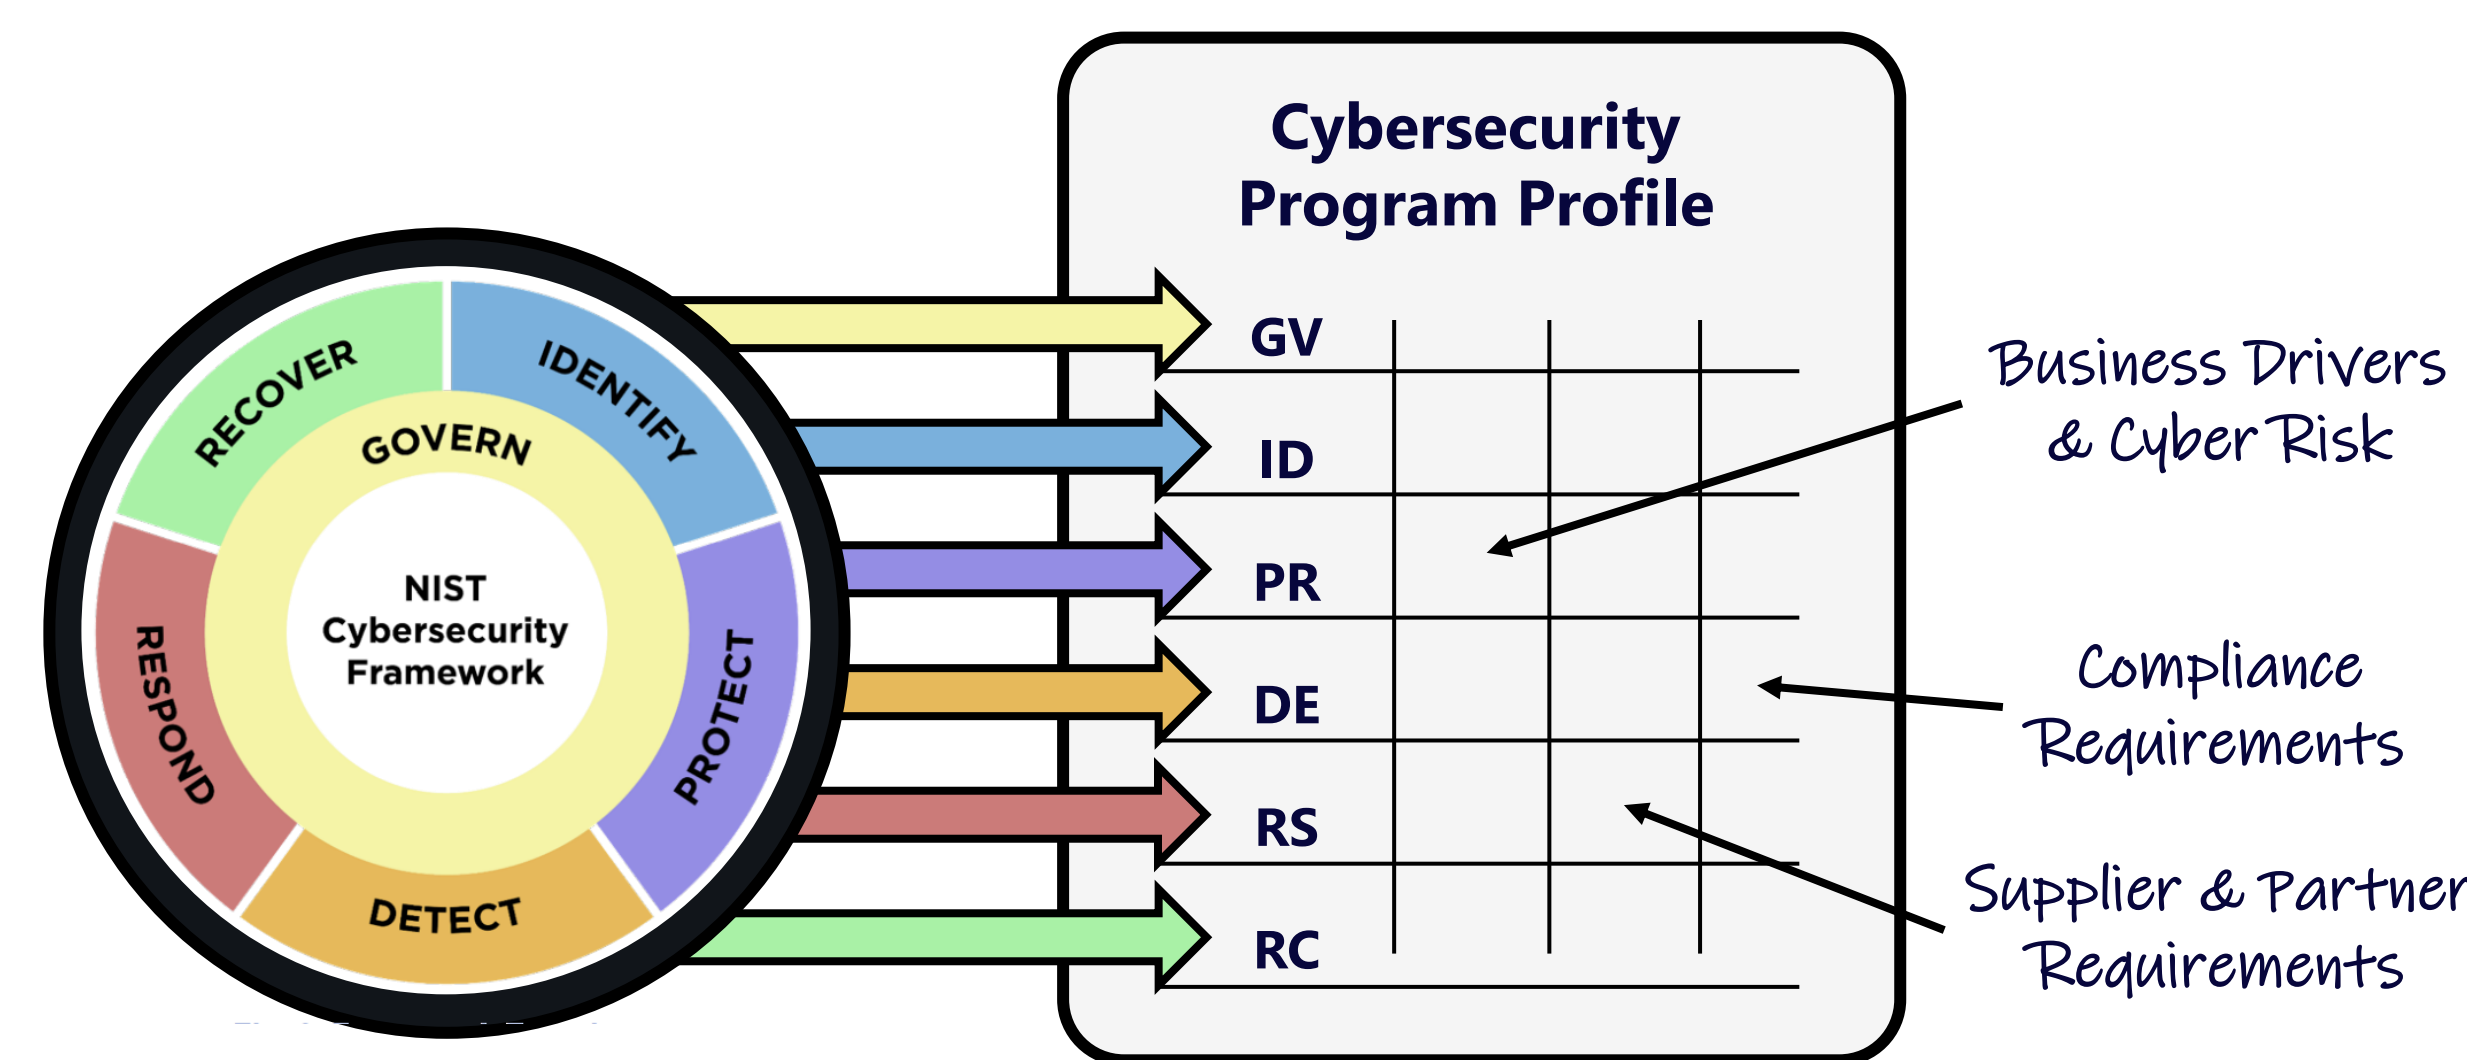 Cybersecurity
Program Profile
RECOVER
IDENTIFY
GOVERN
NIST
Cybersecurity
Framework
RESPOND
PROTECT
DETECT
GV
ID
PR
DE
RS
RC
Business Drivers
& Cyber Risk
Compliance
Requirements
Supplier & Partner
Requirements